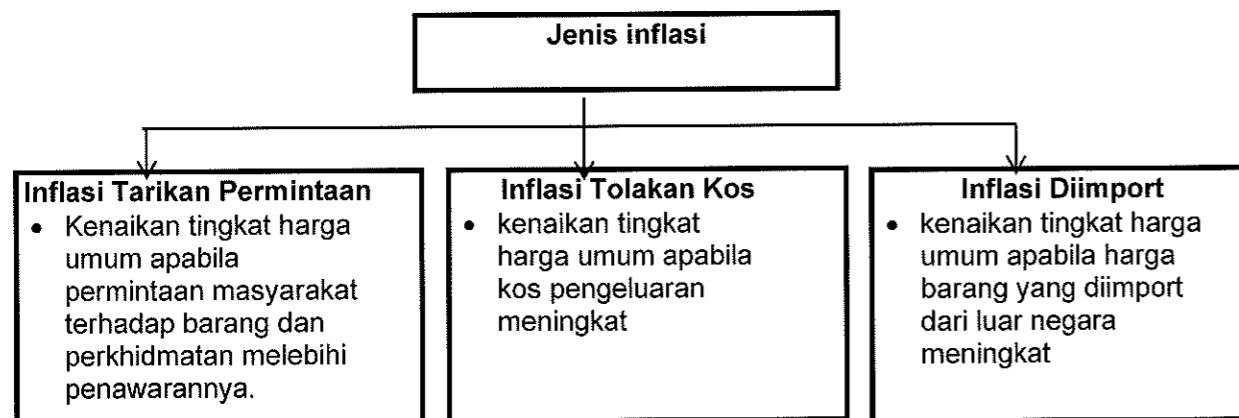 Jenis inflasi
Inflasi Tarikan Permintaan
• Kenaikan tingkat harga
umum apabila
permintaan masyarakat
terhadap barang dan
perkhidmatan melebihi
penawarannya.
Inflasi Tolakan Kos
• kenaikan tingkat
harga umum apabila
kos pengeluaran
meningkat
Inflasi Diimport
• kenaikan tingkat harga
umum apabila harga
barang yang diimport
dari luar negara
meningkat